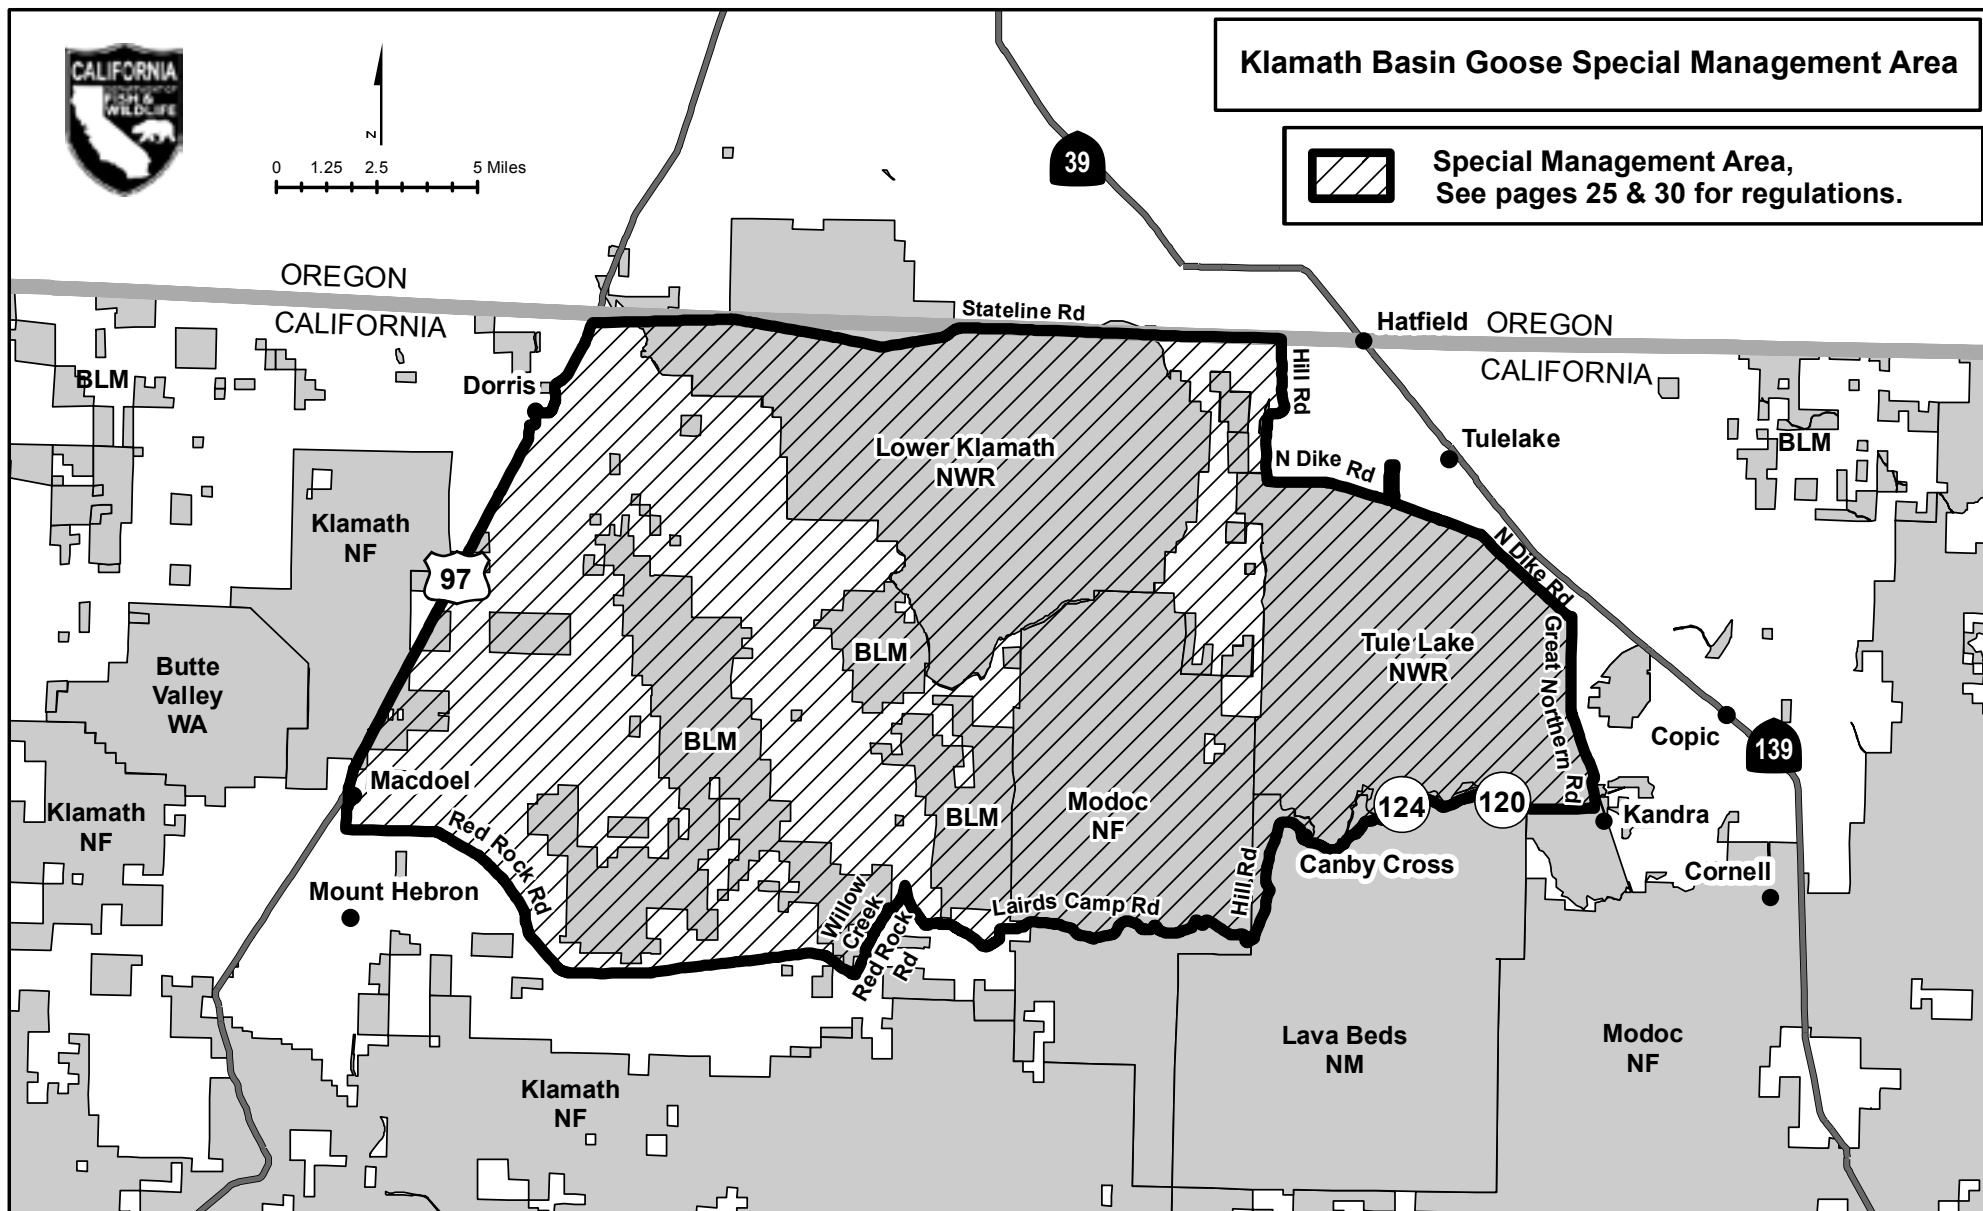 Klamath Basin Goose Special Management Area
CALIFORNIA
FISH &
WILDLIFE
N
0 1.25 2.5 5 Miles
39
Special Management Area,
See pages 25 & 30 for regulations.
OREGON
CALIFORNIA
Stateline Rd
Hatfield
OREGON
CALIFORNIA
BLM
Dorris
Hill Rd
Lower Klamath
NWR
N Dike Rd
Tulelake
BLM
Klamath
NF
97
N Dike Rd
Butte
Valley
WA
BLM
Tule Lake
NWR
Great Northern Rd
BLM
Copic
139
Macdoel
Klamath
NF
Red Rock Rd
BLM
Modoc
NF
124
120
Kandra
Canby Cross
Cornell
Mount Hebron
Willow
Creek
Red Rock
Rd
Lairds Camp Rd
Hill Rd
Lava Beds
NM
Modoc
NF
Klamath
NF